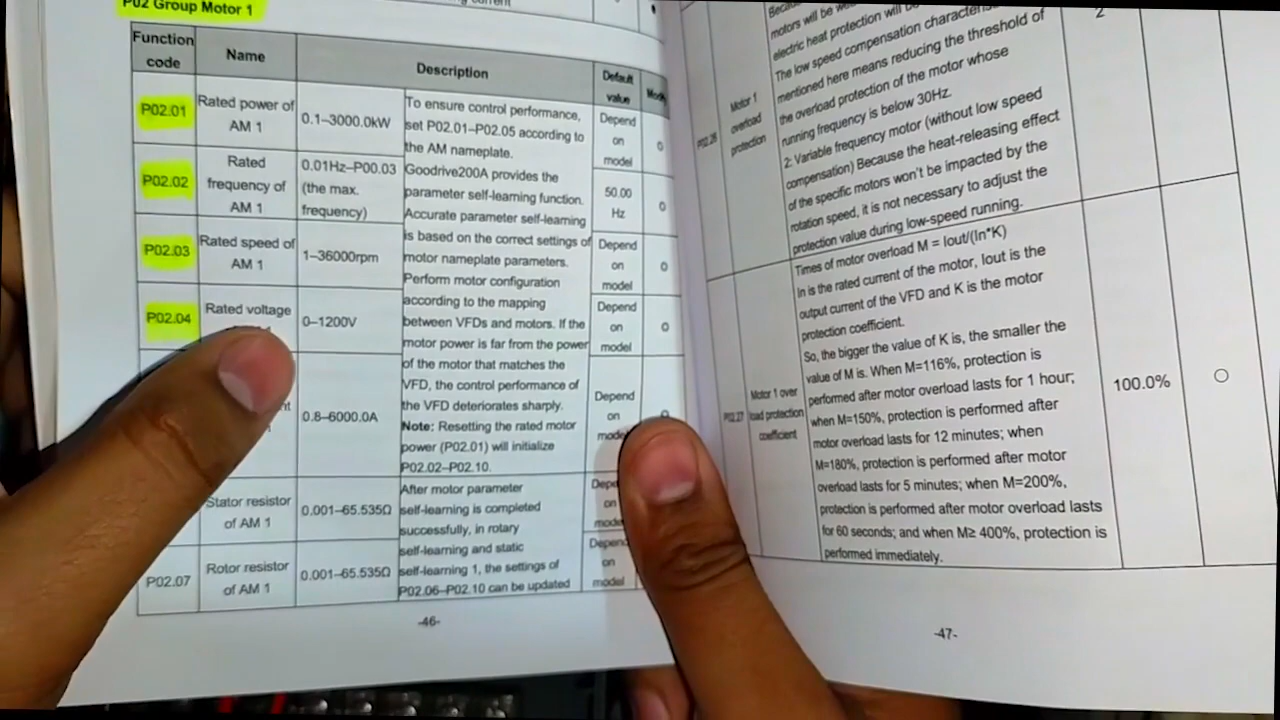 P02 Group Motor 1
Function code
Name
Description
Default value
P02.01
Rated power of
AM 1
0.1–3000.0kW
Depend
on
model
P02.02
Rated
frequency of
AM 1
0.01Hz–P00.03
(the max.
frequency)
50.00
Hz
P02.03
Rated speed of
AM 1
1–36000rpm
Depend
on
model
P02.04
Rated voltage
0–1200V
Depend
on
model
0.8–6000.0A
Depend
on
model
To ensure control performance,
set P02.01–P02.05 according to
the AM nameplate.
Goodrive200A provides the
parameter self-learning function.
Accurate parameter self-learning
is based on the correct settings of
motor nameplate parameters.
Perform motor configuration
according to the mapping
between VFDs and motors. If the
motor power is far from the power
of the motor that matches the
VFD, the control performance of
the VFD deteriorates sharply.
Note: Resetting the rated motor
power (P02.01) will initialize
P02.02–P02.10.
Stator resistor
of AM 1
0.001–65.535Ω
on
P02.07
Rotor resistor
of AM 1
0.001–65.535Ω
Depend
on
model
After motor parameter
self-learning is completed
successfully, in rotary
self-learning and static
self-learning 1, the settings of
P02.06–P02.10 can be updated
-46-
P02.26
Motor 1
overload
protection
motors will be
electric heat protection will be
The low speed compensation
mentioned here means reducing the threshold of
the overload protection of the motor whose
running frequency is below 30Hz.
2: Variable frequency motor (without low speed
compensation) Because the heat-releasing effect
of the specific motors won't be impacted by the
rotation speed, it is not necessary to adjust the
protection value during low-speed running.
2
P02.27
Motor 1 over
load protection
coefficient
Times of motor overload M = Iout/(In*K)
In is the rated current of the motor, Iout is the
output current of the VFD and K is the motor
protection coefficient.
So, the bigger the value of K is, the smaller the
value of M is. When M=116%, protection is
performed after motor overload lasts for 1 hour;
when M=150%, protection is performed after
motor overload lasts for 12 minutes; when
M=180%, protection is performed after motor
overload lasts for 5 minutes; when M=200%,
protection is performed after motor overload lasts
for 60 seconds; and when M≥ 400%, protection is
performed immediately.
100.0%
○
-47-